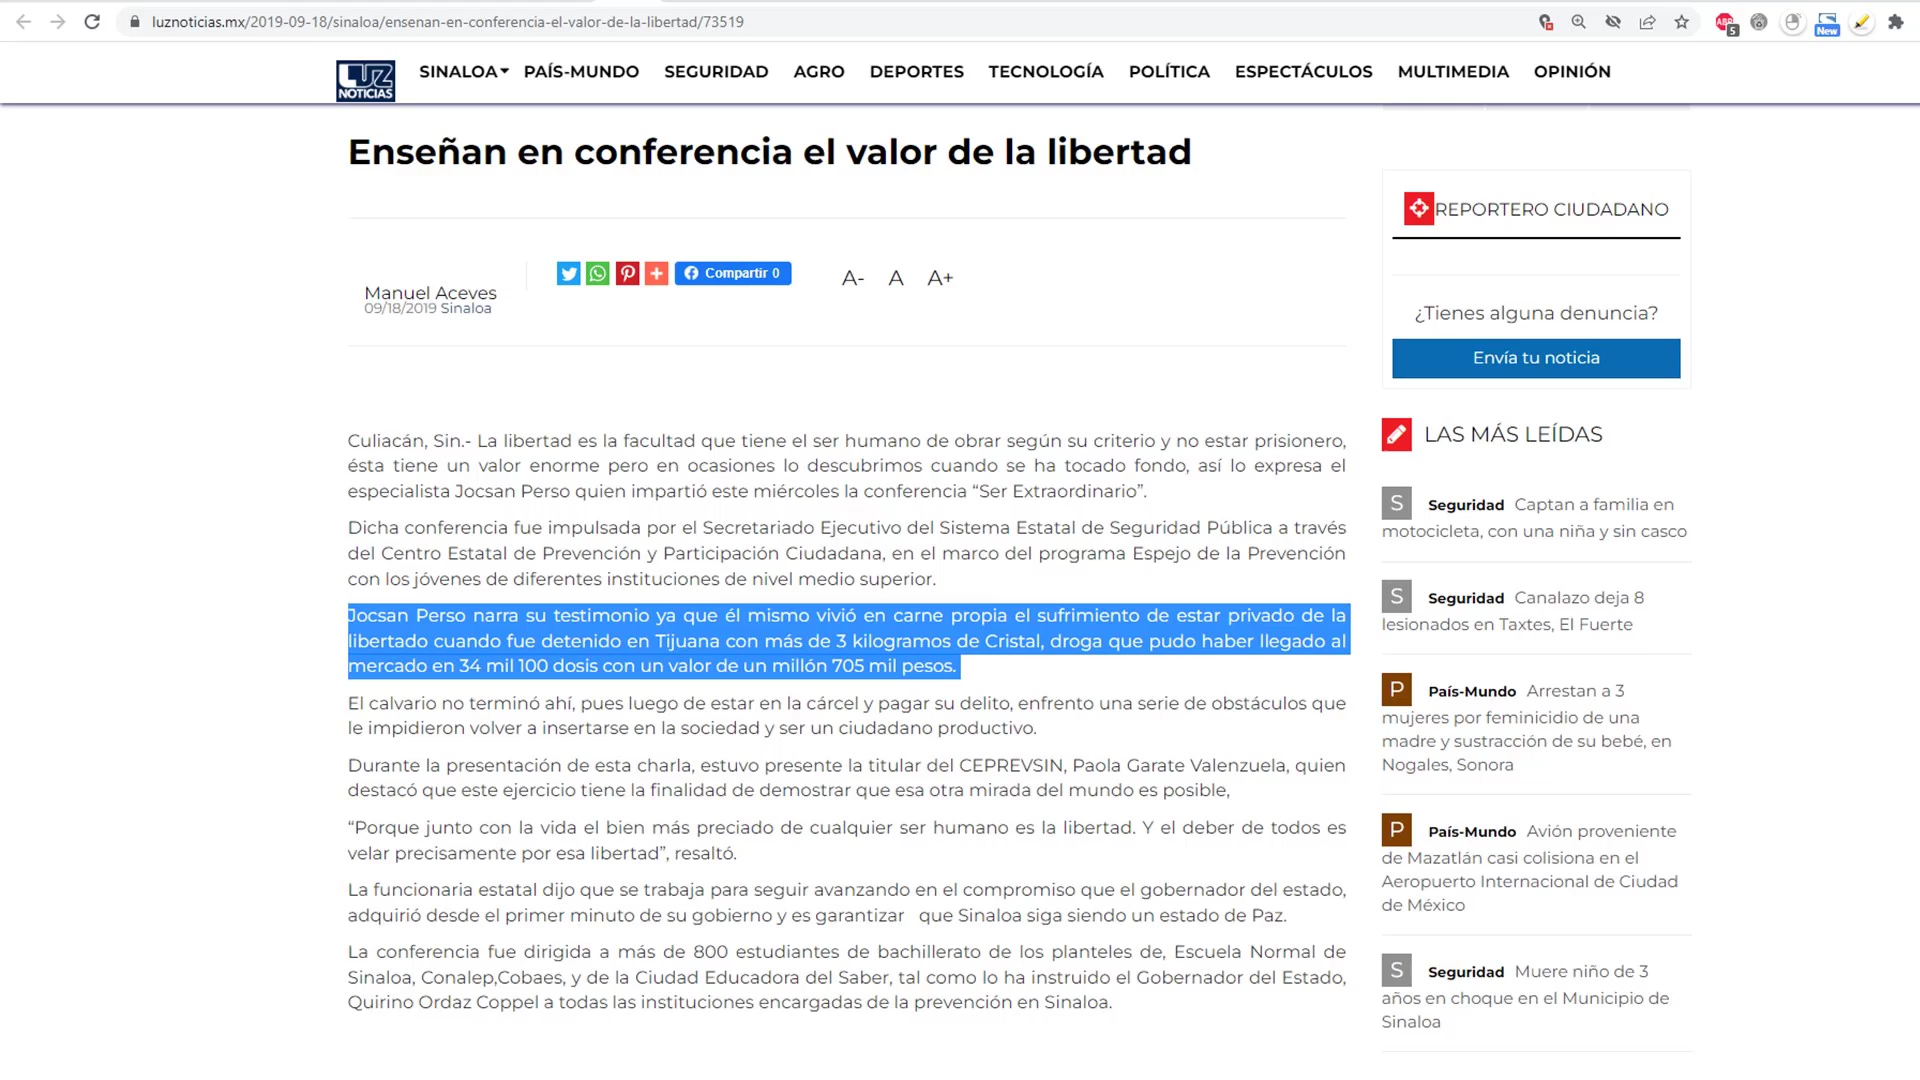 luznoticias.mx/2019-09-18/sinaloa/ensenan-en-conferencia-el-valor-de-la-libertad/73519
ABP
5
New
LUZ
NOTICIAS
SINALOA PAÍS-MUNDO SEGURIDAD AGRO DEPORTES TECNOLOGÍA POLÍTICA ESPECTÁCULOS MULTIMEDIA OPINIÓN
Enseñan en conferencia el valor de la libertad
Manuel Aceves
09/18/2019 Sinaloa
Compartir 0
A- A A+
Culiacán, Sin.- La libertad es la facultad que tiene el ser humano de obrar según su criterio y no estar prisionero,
ésta tiene un valor enorme pero en ocasiones lo descubrimos cuando se ha tocado fondo, así lo expresa el
especialista Jocsan Perso quien impartió este miércoles la conferencia “Ser Extraordinario”.
Dicha conferencia fue impulsada por el Secretariado Ejecutivo del Sistema Estatal de Seguridad Pública a través
del Centro Estatal de Prevención y Participación Ciudadana, en el marco del programa Espejo de la Prevención
con los jóvenes de diferentes instituciones de nivel medio superior.
Jocsan Perso narra su testimonio ya que él mismo vivió en carne propia el sufrimiento de estar privado de la
libertado cuando fue detenido en Tijuana con más de 3 kilogramos de Cristal, droga que pudo haber llegado al
mercado en 34 mil 100 dosis con un valor de un millón 705 mil pesos.
El calvario no terminó ahí, pues luego de estar en la cárcel y pagar su delito, enfrento una serie de obstáculos que
le impidieron volver a insertarse en la sociedad y ser un ciudadano productivo.
Durante la presentación de esta charla, estuvo presente la titular del CEPREVSIN, Paola Garate Valenzuela, quien
destacó que este ejercicio tiene la finalidad de demostrar que esa otra mirada del mundo es posible,
“Porque junto con la vida el bien más preciado de cualquier ser humano es la libertad. Y el deber de todos es
velar precisamente por esa libertad”, resaltó.
La funcionaria estatal dijo que se trabaja para seguir avanzando en el compromiso que el gobernador del estado,
adquirió desde el primer minuto de su gobierno y es garantizar que Sinaloa siga siendo un estado de Paz.
La conferencia fue dirigida a más de 800 estudiantes de bachillerato de los planteles de, Escuela Normal de
Sinaloa, Conalep,Cobaes, y de la Ciudad Educadora del Saber, tal como lo ha instruido el Gobernador del Estado,
Quirino Ordaz Coppel a todas las instituciones encargadas de la prevención en Sinaloa.
REPORTERO CIUDADANO
¿Tienes alguna denuncia?
Envía tu noticia
LAS MÁS LEÍDAS
S Seguridad Captan a familia en
motocicleta, con una niña y sin casco
S Seguridad Canalazo deja 8
lesionados en Taxtes, El Fuerte
P País-Mundo Arrestan a 3
mujeres por feminicidio de una
madre y sustracción de su bebé, en
Nogales, Sonora
P País-Mundo Avión proveniente
de Mazatlán casi colisiona en el
Aeropuerto Internacional de Ciudad
de México
S Seguridad Muere niño de 3
años en choque en el Municipio de
Sinaloa